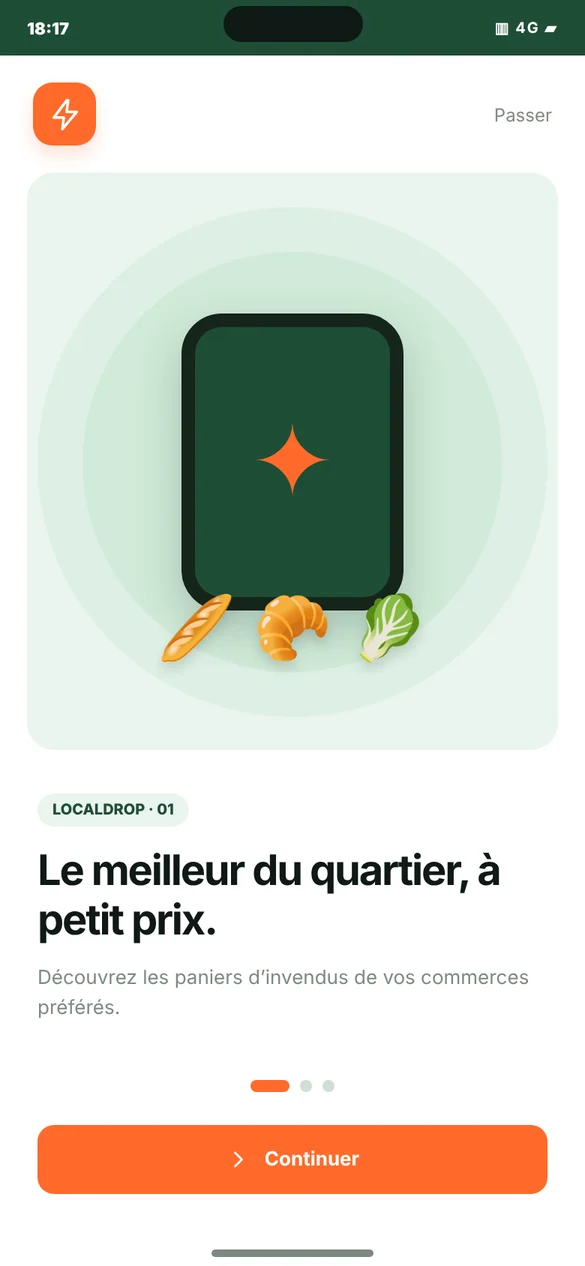 18:17
4G
Passer
LOCALDROP · 01
Le meilleur du quartier, à
petit prix.
Découvrez les paniers d’invendus de vos commerces
préférés.
Continuer